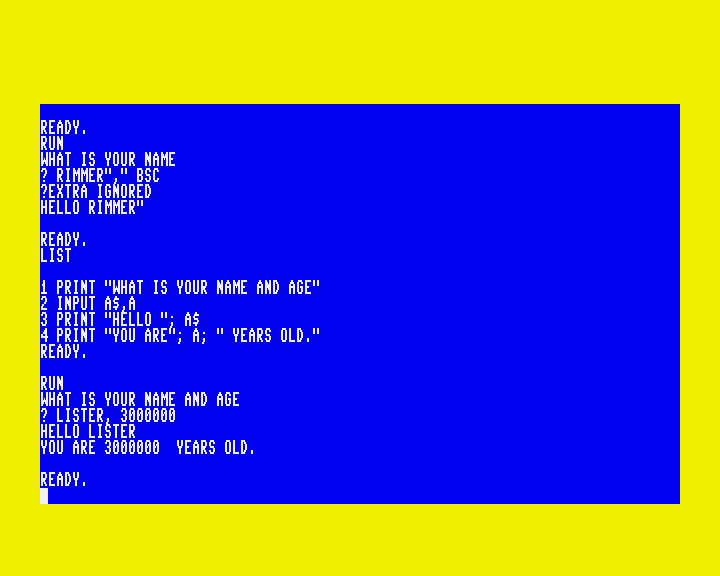 READY.
RUN
WHAT IS YOUR NAME
? RIMMER"," BSC
?EXTRA IGNORED
HELLO RIMMER"
READY.
LIST
1 PRINT "WHAT IS YOUR NAME AND AGE"
2 INPUT A$,A
3 PRINT "HELLO "; A$
4 PRINT "YOU ARE"; A; " YEARS OLD."
READY.
RUN
WHAT IS YOUR NAME AND AGE
? LISTER, 3000000
HELLO LISTER
YOU ARE 3000000  YEARS OLD.
READY.